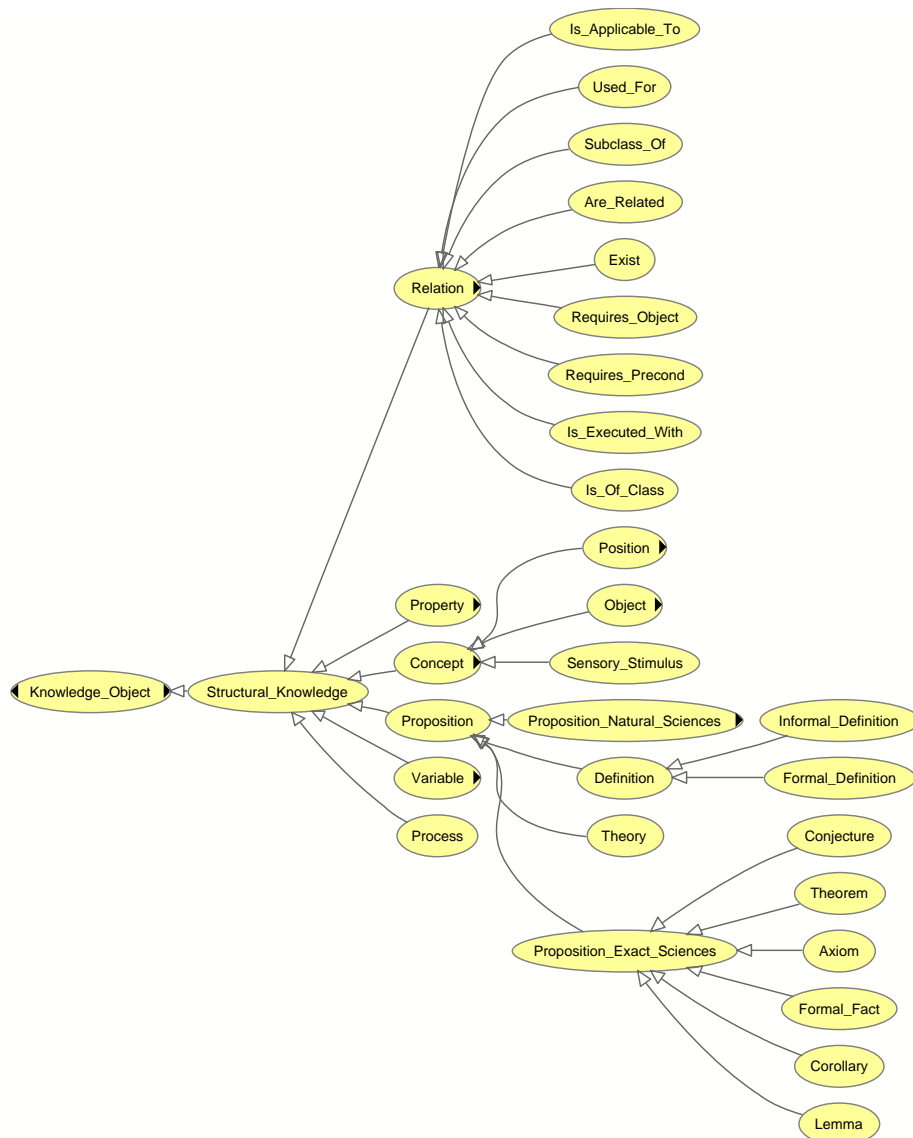 Is_Applicable_To
Used_For
Subclass_Of
Are_Related
Exist
Relation
Requires_Object
Requires_Precond
Is_Executed_With
Is_Of_Class
Position
Property
Object
Concept
Sensory_Stimulus
Knowledge_Object
Structural_Knowledge
Proposition
Proposition_Natural_Sciences
Informal_Definition
Variable
Definition
Formal_Definition
Process
Theory
Conjecture
Theorem
Proposition_Exact_Sciences
Axiom
Formal_Fact
Corollary
Lemma